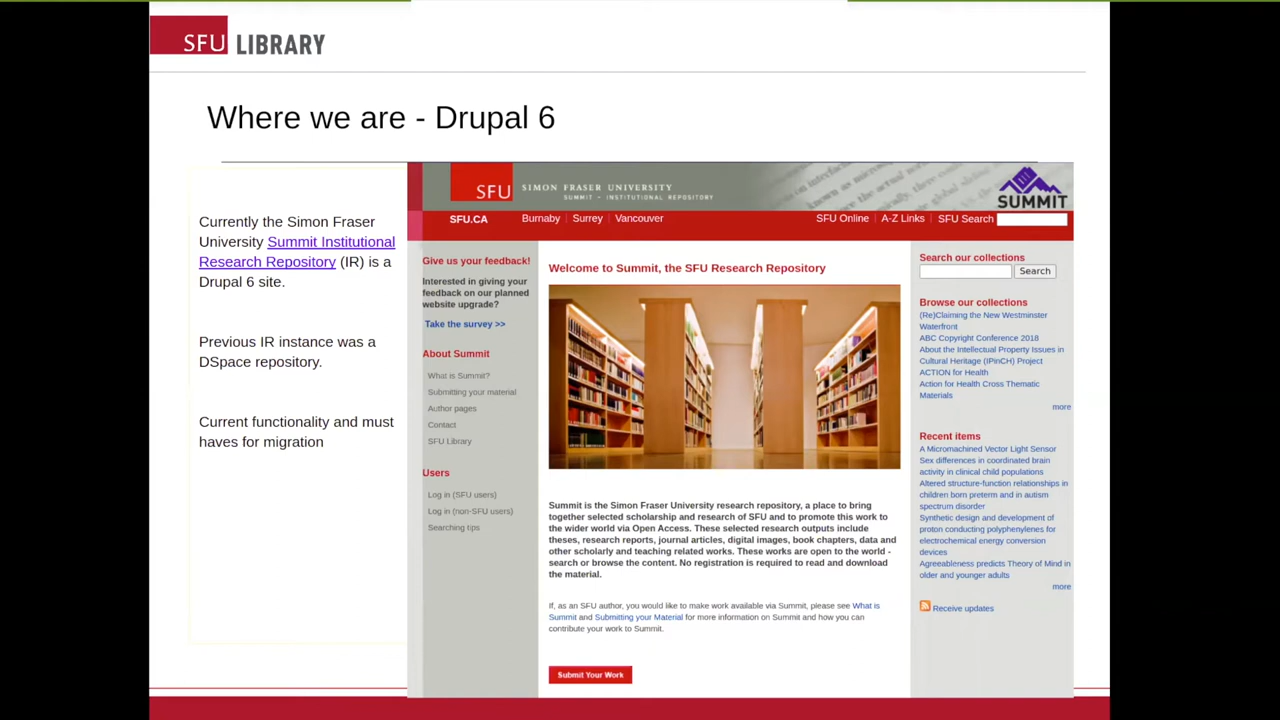 SFU LIBRARY
Where we are - Drupal 6
Currently the Simon Fraser
University Summit Institutional
Research Repository (IR) is a
Drupal 6 site.
Previous IR instance was a
DSpace repository.
Current functionality and must
haves for migration
SFU SIMON FRASER UNIVERSITY
SUMMIT - INSTITUTIONAL REPOSITORY
SUMMIT
SFU.CA Burnaby Surrey Vancouver SFU Online A-Z Links SFU Search
Give us your feedback!
Interested in giving your
feedback on our planned
website upgrade?
Take the survey >>
About Summit
What is Summit?
Submitting your material
Author pages
Contact
SFU Library
Users
Log in (SFU users)
Log in (non-SFU users)
Searching tips
Welcome to Summit, the SFU Research Repository
Summit is the Simon Fraser University research repository, a place to bring
together selected scholarship and research of SFU and to promote this work to
the wider world via Open Access. These selected research outputs include
theses, research reports, journal articles, digital images, book chapters, data and
other scholarly and teaching related works. These works are open to the world -
search or browse the content. No registration is required to read and download
the material.
If, as an SFU author, you would like to make work available via Summit, please see What is
Summit and Submitting your Material for more information on Summit and how you can
contribute your work to Summit.
Submit Your Work
Search our collections
Search
Browse our collections
(Re)Claiming the New Westminster
Waterfront
ABC Copyright Conference 2018
About the Intellectual Property Issues in
Cultural Heritage (IPinCH) Project
ACTION for Health
Action for Health Cross Thematic
Materials
more
Recent items
A Micromachined Vector Light Sensor
Sex differences in coordinated brain
activity in clinical child populations
Altered structure-function relationships in
children born preterm and in autism
spectrum disorder
Synthetic design and development of
proton conducting polyphenylenes for
electrochemical energy conversion
devices
Agreeableness predicts Theory of Mind in
older and younger adults
more
Receive updates